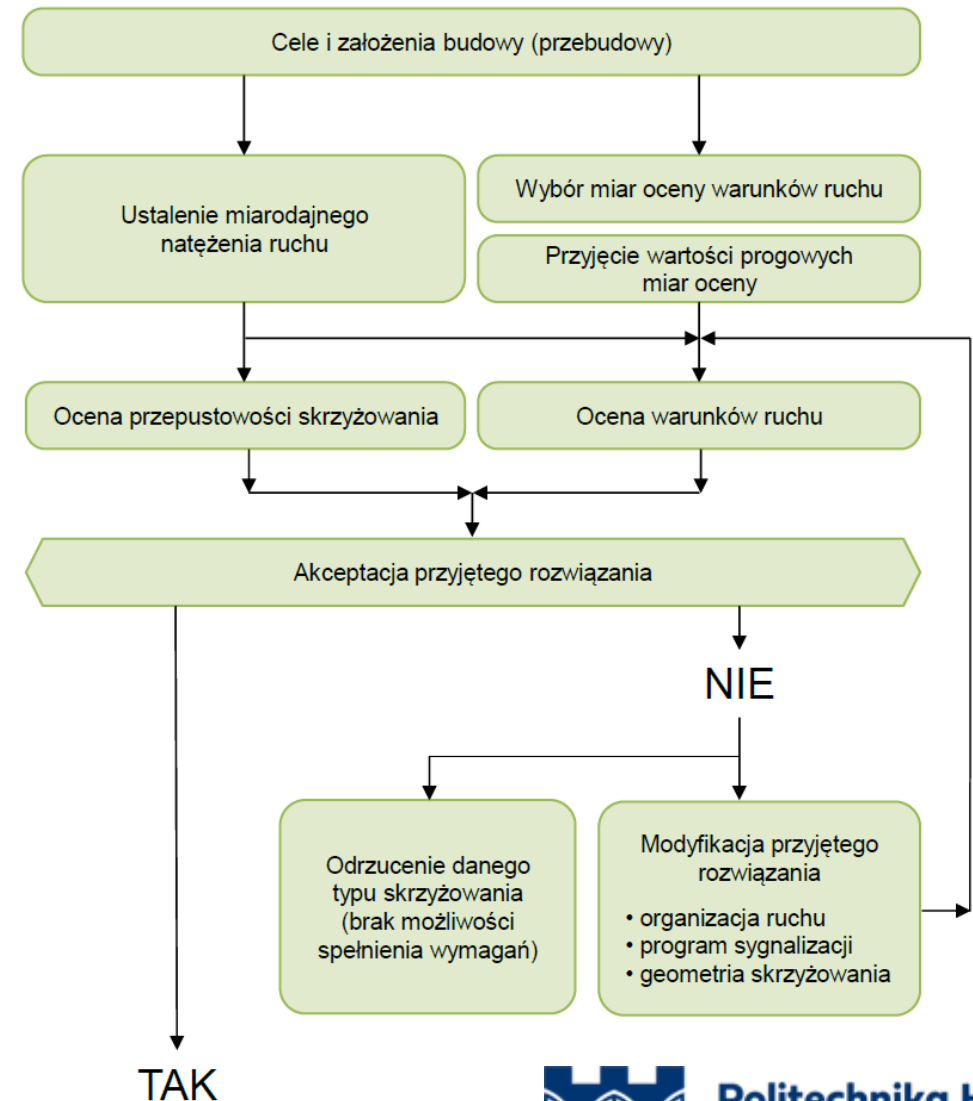 Cele i założenia budowy (przebudowy)
Ustalenie miarodajnego
natężenia ruchu
Wybór miar oceny warunków ruchu
Przyjęcie wartości progowych
miar oceny
Ocena przepustowości skrzyżowania
Ocena warunków ruchu
Akceptacja przyjętego rozwiązania
NIE
Odrzucenie danego
typu skrzyżowania
(brak możliwości
spełnienia wymagań)
Modyfikacja przyjętego
rozwiązania
• organizacja ruchu
• program sygnalizacji
• geometria skrzyżowania
TAK
Politechnika